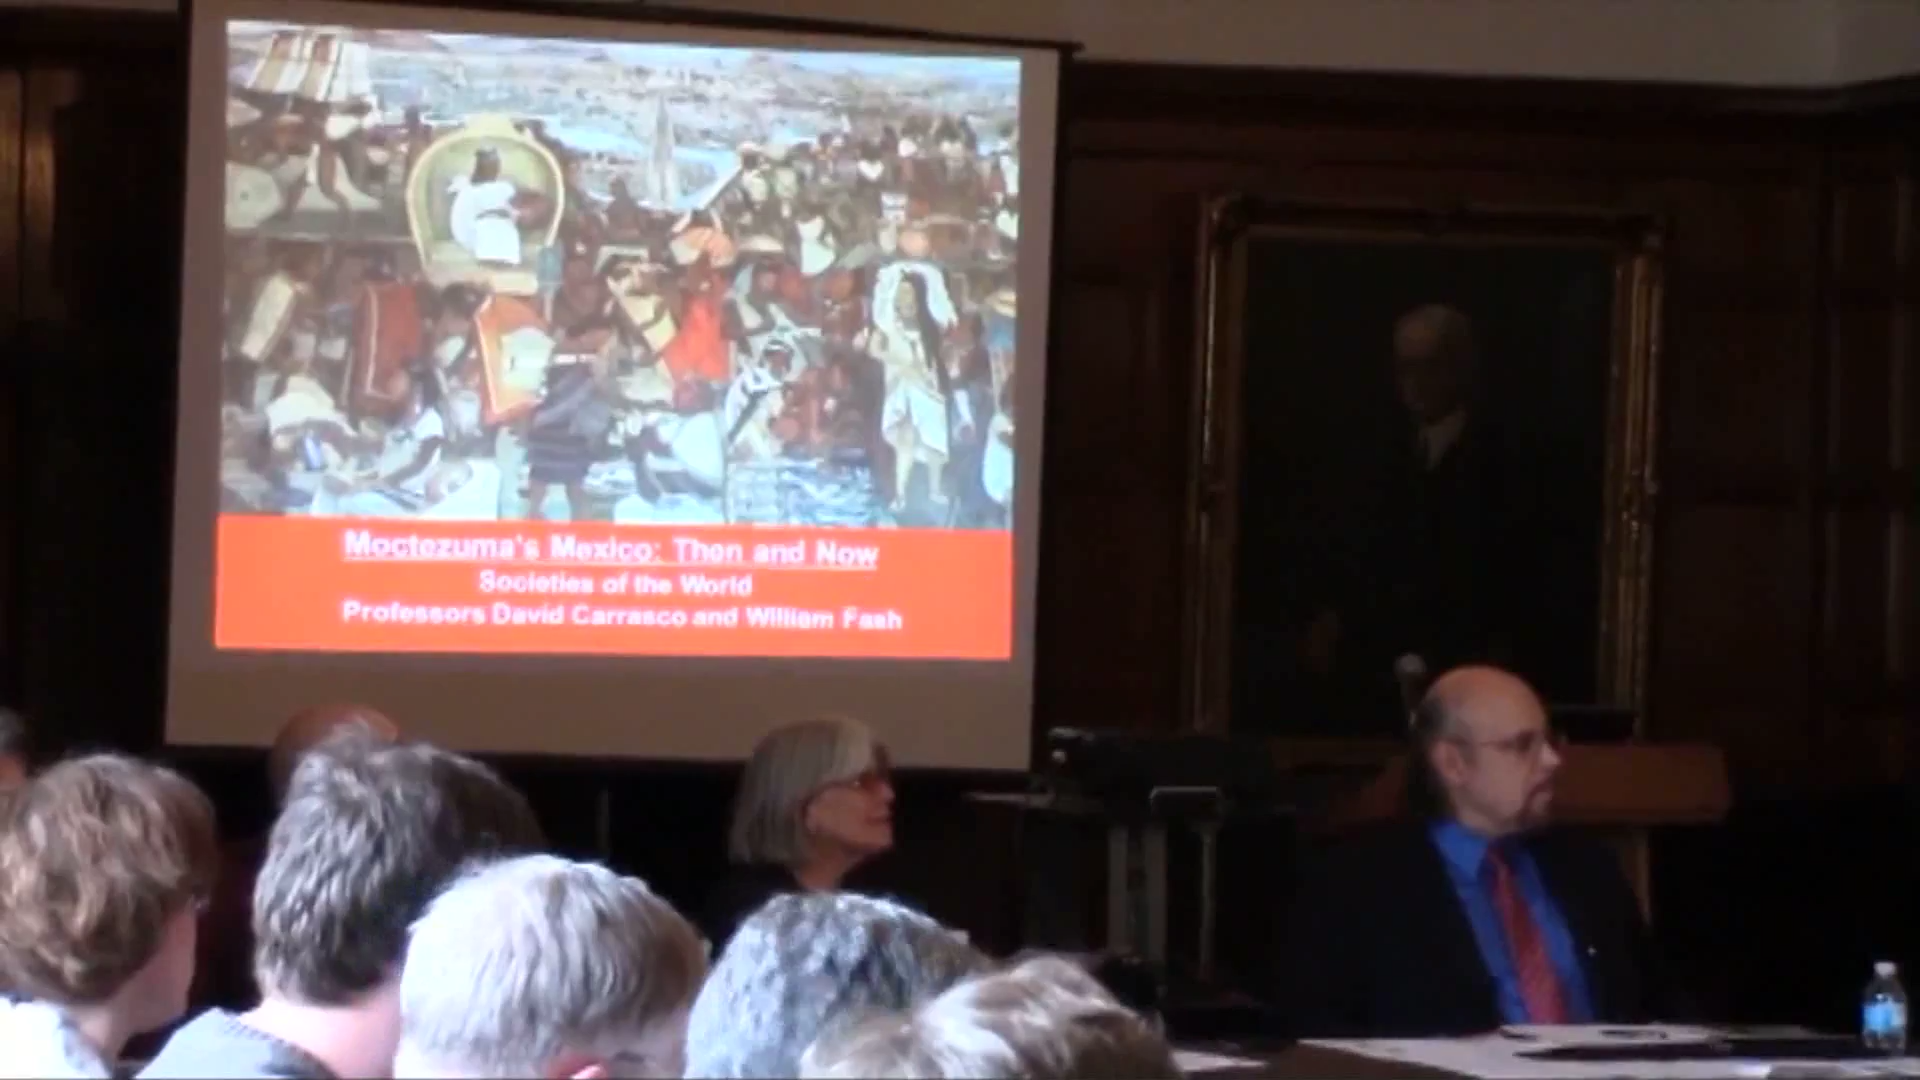 Moctezuma's Mexico: Then and Now
Societies of the World
Professors David Carrasco and William Fash